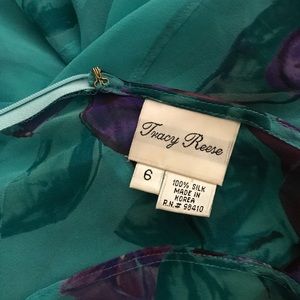 Tracy Reese
6
100% SILK
MADE IN
KOREA
R.N.# 59410